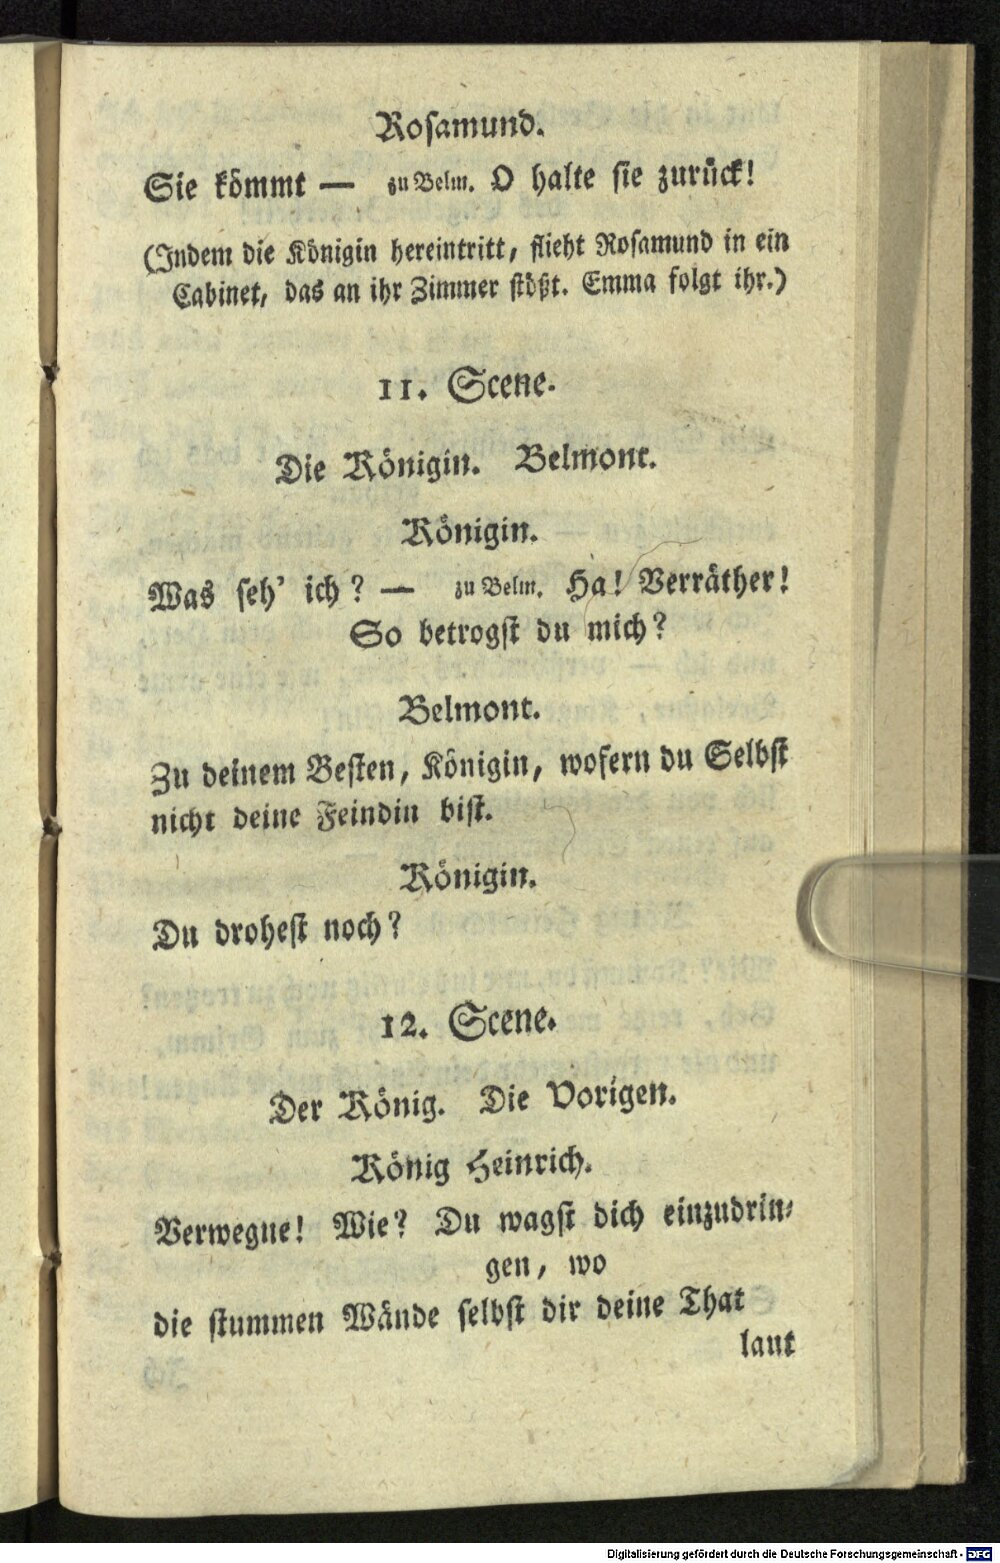 Rosamund.
Sie kömmt — zu Belm. O halte sie zurück!
(Indem die Königin hereintritt, flieht Rosamund in ein
Cabinet, das an ihr Zimmer stößt. Emma folgt ihr.)
11. Scene.
Die Königin. Belmont.
Königin.
Was seh' ich? — zu Belm. Ha! Verräther!
So betrogst du mich?
Belmont.
Zu deinem Besten, Königin, wofern du Selbst
nicht deine Feindin bist.
Königin.
Du drohest noch?
12. Scene.
Der König. Die Vorigen.
König Heinrich.
Verwegne! Wie? Du wagst dich einzudrin-
gen, wo
die stummen Wände selbst dir deine That
laut
Digitalisierung gefördert durch die Deutsche Forschungsgemeinschaft - DFG